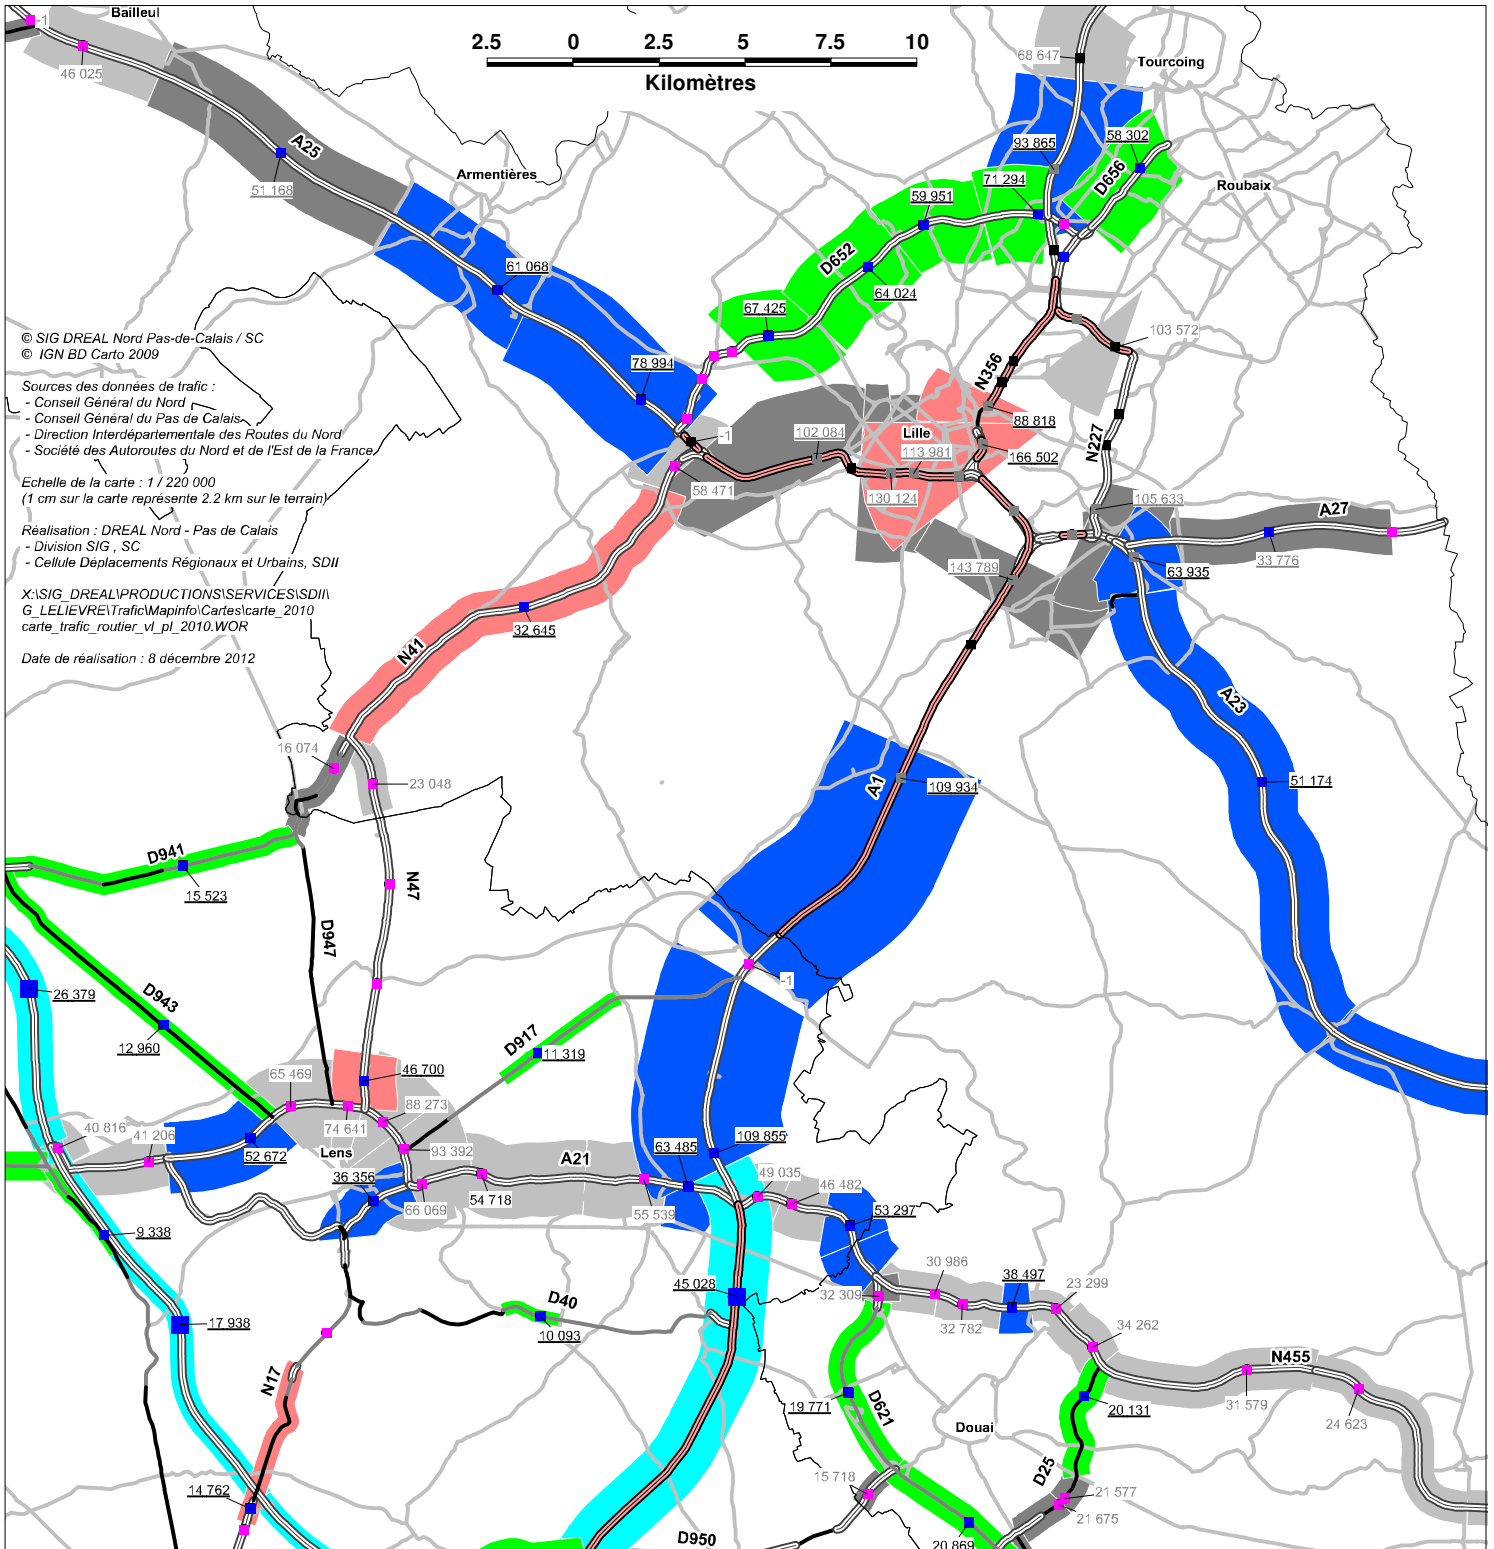 Bailleul
-1
46 025
2.5 0 2.5 5 7.5 10
Kilomètres
68 647
Tourcoing
A25
51 168
Armentières
93 865
58 302
D656
Roubaix
71 294
59 951
D652
64 024
61 068
67 425
78 994
103 572
N356
88 818
N227
Lille
166 502
102 084
113 981
130 124
-1
58 471
105 633
A27
33 776
63 935
143 789
© SIG DREAL Nord Pas-de-Calais / SC
© IGN BD Carto 2009
Sources des données de trafic :
- Conseil Général du Nord
- Conseil Général du Pas de Calais
- Direction Interdépartementale des Routes du Nord
- Société des Autoroutes du Nord et de l'Est de la France
Echelle de la carte : 1 / 220 000
(1 cm sur la carte représente 2.2 km sur le terrain)
Réalisation : DREAL Nord - Pas de Calais
- Division SIG , SC
- Cellule Déplacements Régionaux et Urbains, SDII
X:\SIG_DREAL\PRODUCTIONS\SERVICES\SDII\
G_LELIEVRE\Trafic\Mapinfo\Cartes\carte_2010
carte_trafic_routier_vl_pl_2010.WOR
Date de réalisation : 8 décembre 2012
32 645
N41
A23
51 174
16 074
23 048
A1
109 934
D941
15 523
N47
D947
-1
26 379
D943
12 960
D917
11 319
46 700
65 469
88 273
74 641
40 816
41 206
52 672
Lens
93 392
A21
63 485
109 855
36 356
66 069
54 718
55 539
49 035
46 482
53 297
9 338
45 028
30 986
38 497
23 299
32 309
32 782
34 262
17 938
D40
10 093
N17
N455
31 579
24 623
19 771
D621
Douai
20 131
D25
15 718
21 577
21 675
14 762
D950
20 869